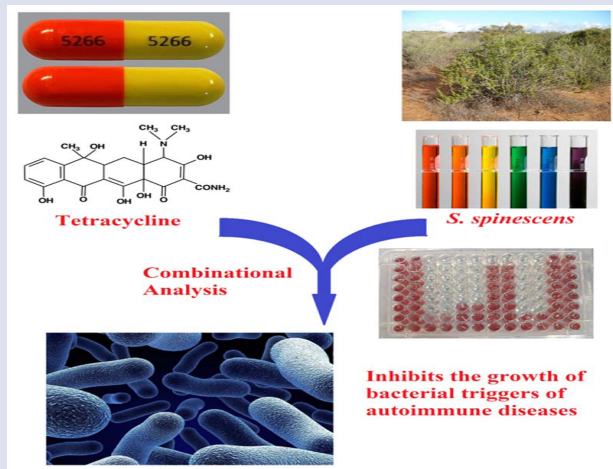 5266 5266
CH₃ OH H CH₃ N CH₃ OH
OH O OH OH O CONH₂
Tetracycline
S. spinescens
Combinational
Analysis
Inhibits the growth of
bacterial triggers of
autoimmune diseases